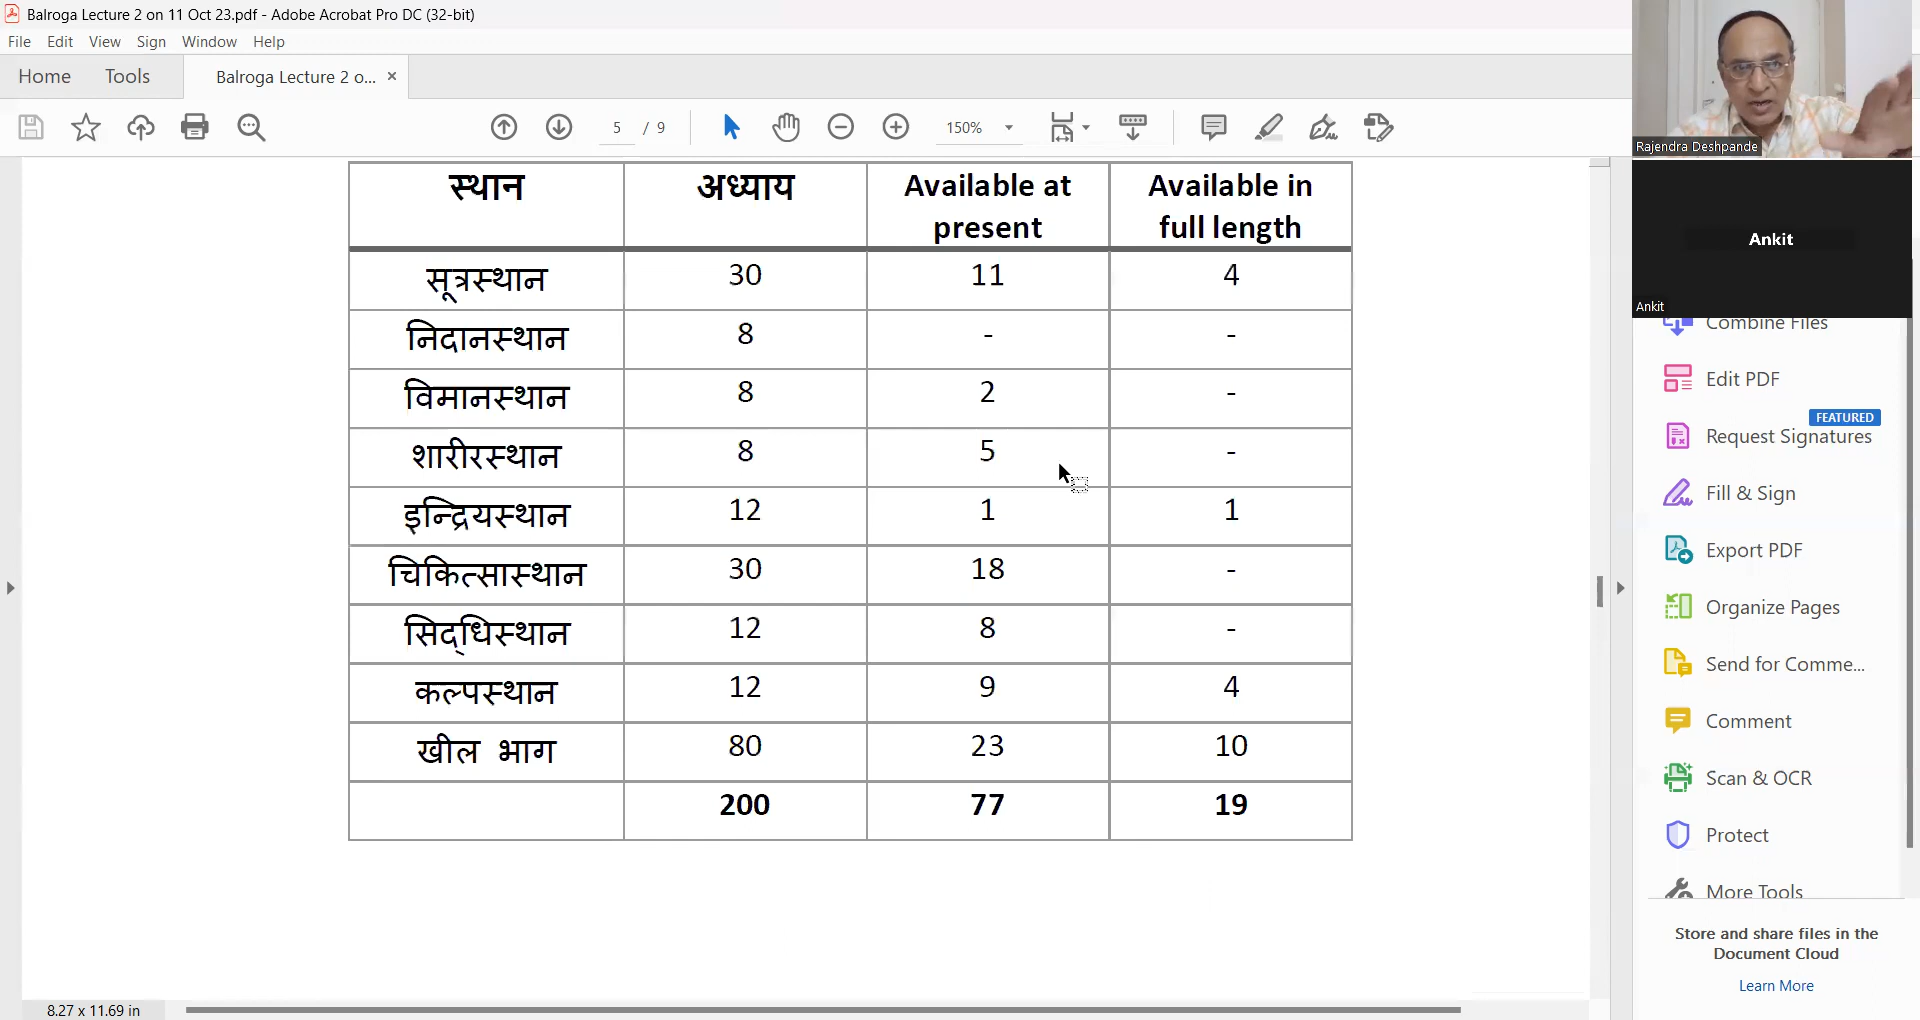 Balroga Lecture 2 on 11 Oct 23.pdf - Adobe Acrobat Pro DC (32-bit)
File Edit View Sign Window Help
Home Tools Balroga Lecture 2 o... ×
5 / 9 150%
स्थान अध्याय Available at present Available in full length
सूत्रस्थान 30 11 4
निदानस्थान 8 - -
विमानस्थान 8 2 -
शारीरस्थान 8 5 -
इन्द्रियस्थान 12 1 1
चिकित्सास्थान 30 18 -
सिद्धिस्थान 12 8 -
कल्पस्थान 12 9 4
खील भाग 80 23 10
200 77 19
8.27 x 11.69 in
Rajendra Deshpande
Ankit
Ankit
Combine Files
Edit PDF
FEATURED
Request Signatures
Fill & Sign
Export PDF
Organize Pages
Send for Comme...
Comment
Scan & OCR
Protect
More Tools
Store and share files in the
Document Cloud
Learn More